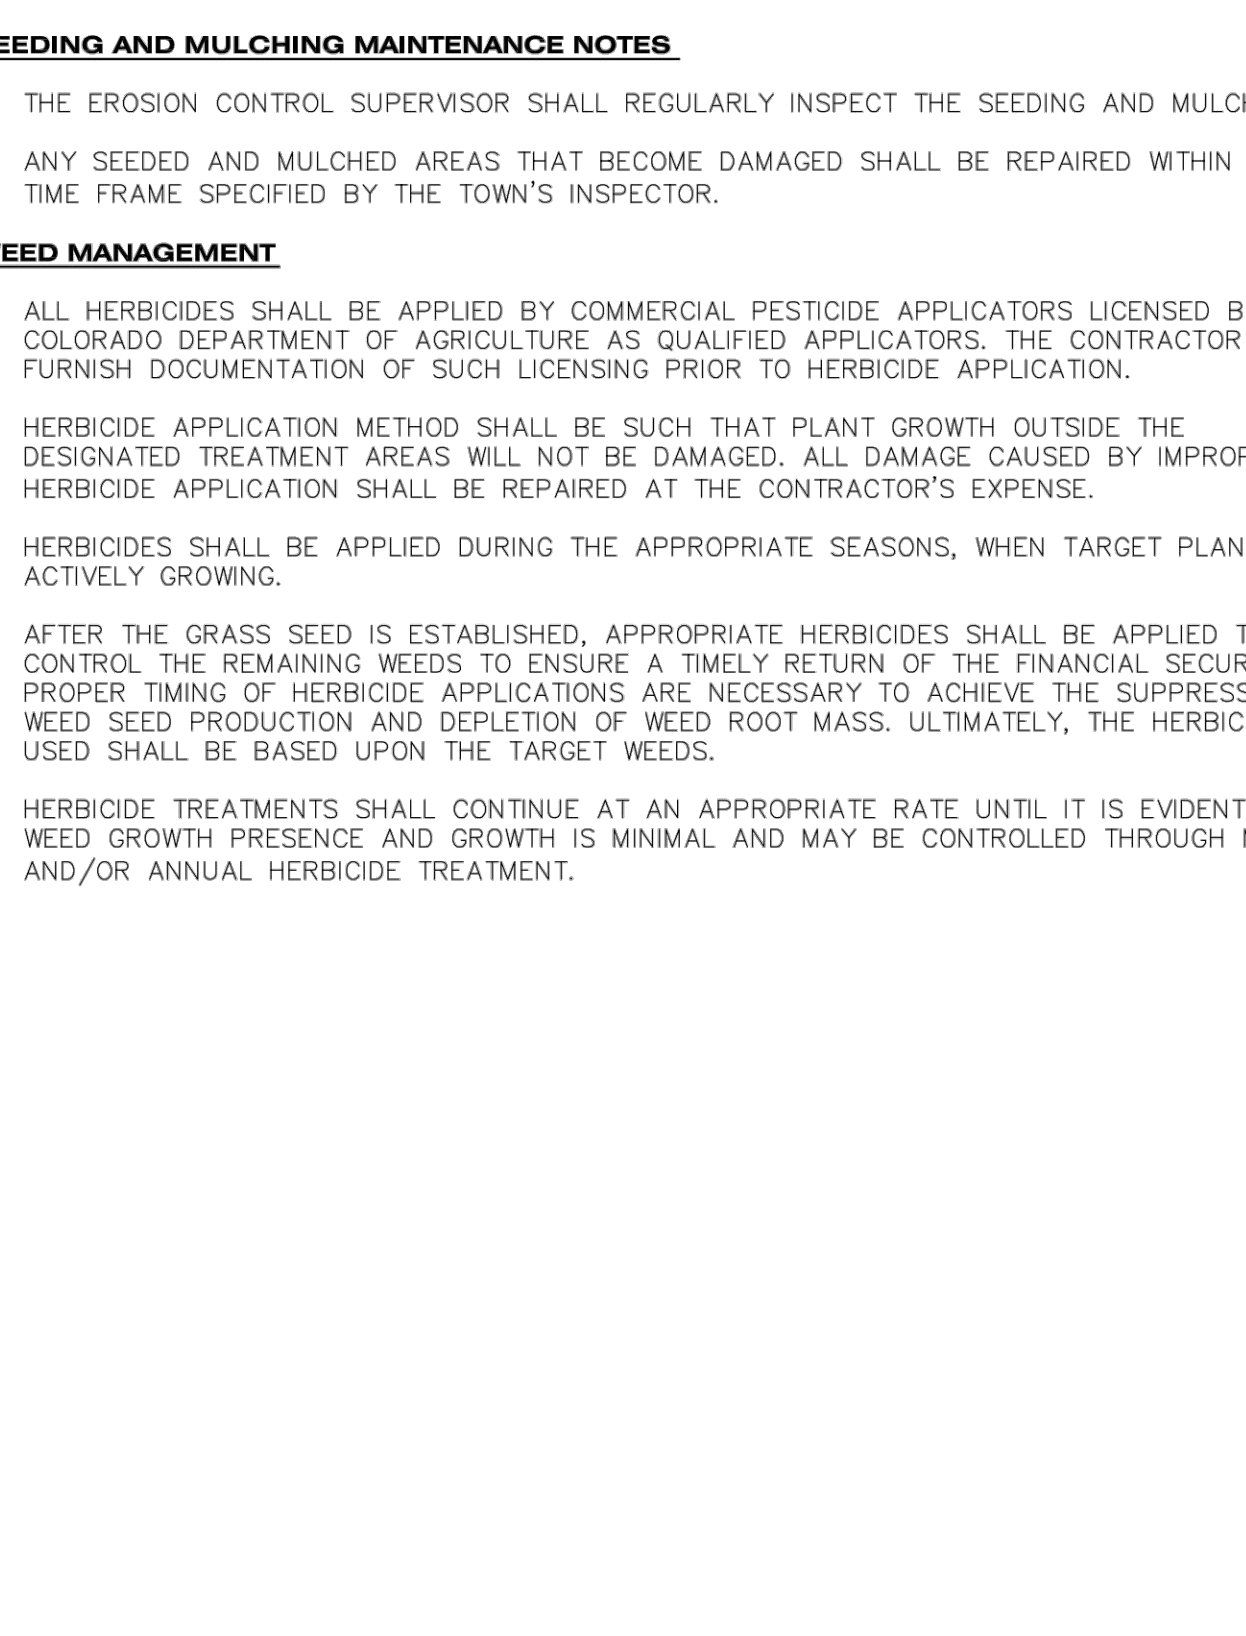 EEDING AND MULCHING MAINTENANCE NOTES
THE EROSION CONTROL SUPERVISOR SHALL REGULARLY INSPECT THE SEEDING AND MULCH
ANY SEEDED AND MULCHED AREAS THAT BECOME DAMAGED SHALL BE REPAIRED WITHIN
TIME FRAME SPECIFIED BY THE TOWN'S INSPECTOR.
EED MANAGEMENT
ALL HERBICIDES SHALL BE APPLIED BY COMMERCIAL PESTICIDE APPLICATORS LICENSED B
COLORADO DEPARTMENT OF AGRICULTURE AS QUALIFIED APPLICATORS. THE CONTRACTOR
FURNISH DOCUMENTATION OF SUCH LICENSING PRIOR TO HERBICIDE APPLICATION.
HERBICIDE APPLICATION METHOD SHALL BE SUCH THAT PLANT GROWTH OUTSIDE THE
DESIGNATED TREATMENT AREAS WILL NOT BE DAMAGED. ALL DAMAGE CAUSED BY IMPROP
HERBICIDE APPLICATION SHALL BE REPAIRED AT THE CONTRACTOR'S EXPENSE.
HERBICIDES SHALL BE APPLIED DURING THE APPROPRIATE SEASONS, WHEN TARGET PLAN
ACTIVELY GROWING.
AFTER THE GRASS SEED IS ESTABLISHED, APPROPRIATE HERBICIDES SHALL BE APPLIED T
CONTROL THE REMAINING WEEDS TO ENSURE A TIMELY RETURN OF THE FINANCIAL SECUR
PROPER TIMING OF HERBICIDE APPLICATIONS ARE NECESSARY TO ACHIEVE THE SUPPRESS
WEED SEED PRODUCTION AND DEPLETION OF WEED ROOT MASS. ULTIMATELY, THE HERBIC
USED SHALL BE BASED UPON THE TARGET WEEDS.
HERBICIDE TREATMENTS SHALL CONTINUE AT AN APPROPRIATE RATE UNTIL IT IS EVIDENT
WEED GROWTH PRESENCE AND GROWTH IS MINIMAL AND MAY BE CONTROLLED THROUGH
AND/OR ANNUAL HERBICIDE TREATMENT.